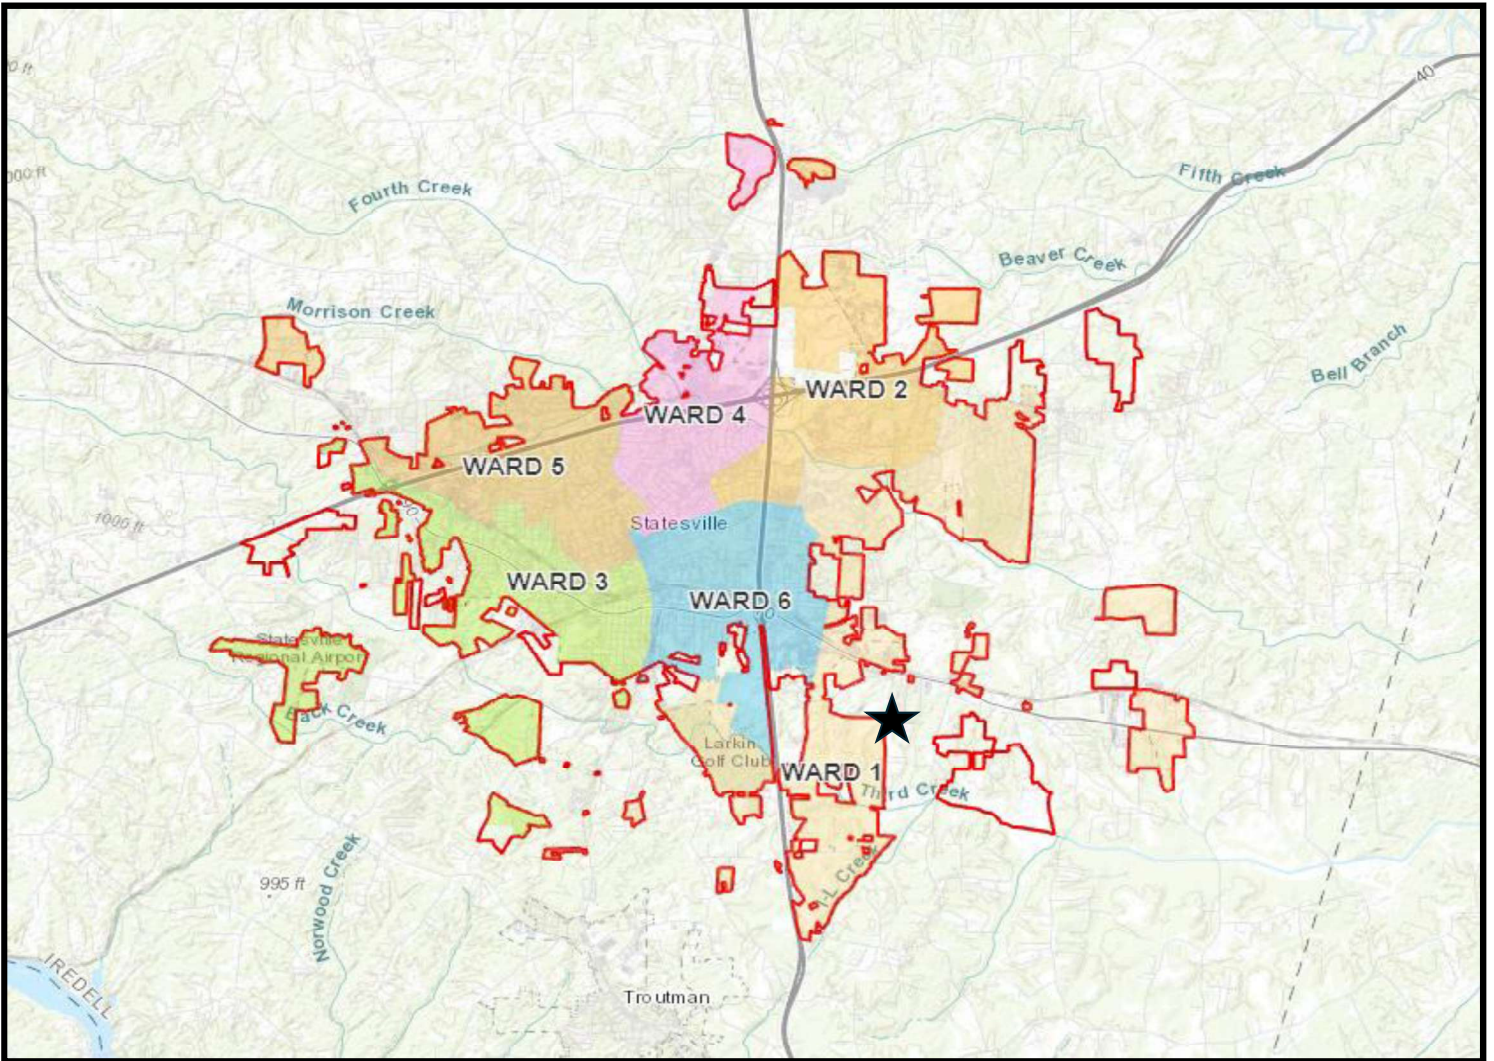 40
Fifth Creek
Fourth Creek
Beaver Creek
Morrison Creek
Bell Branch
WARD 2
WARD 4
WARD 5
1000 ft
Statesville
WARD 3
WARD 6
Statesville
Regional Airport
Back Creek
Larkin
Golf Club
WARD 1
Third Creek
I-L Creek
995 ft
Norwood Creek
IREDELL
Troutman